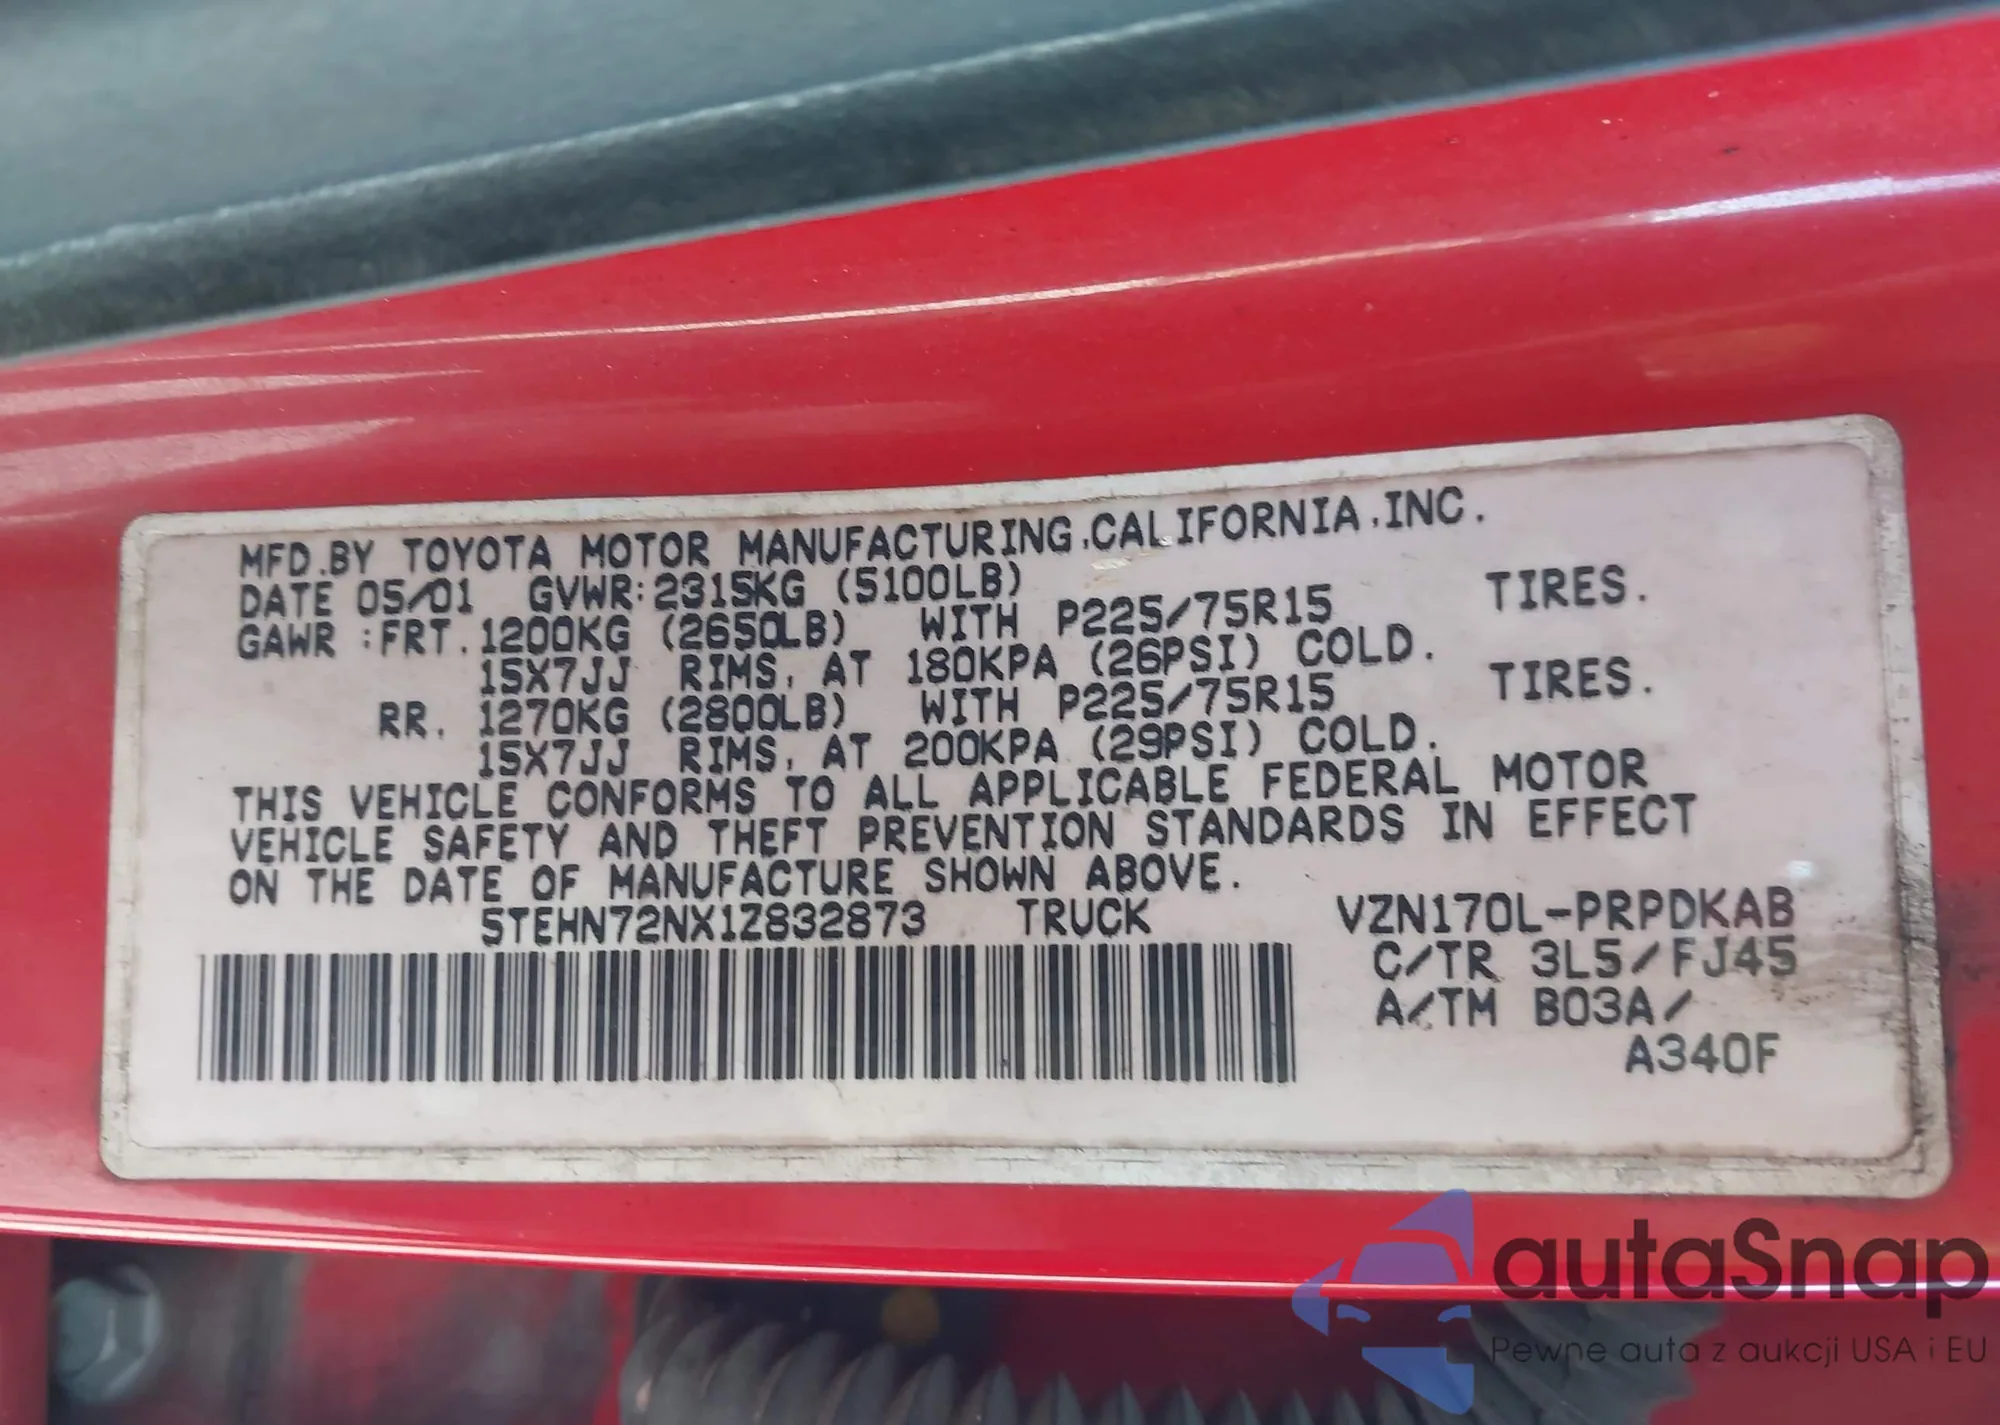 MFD.BY TOYOTA MOTOR MANUFACTURING,CALIFORNIA,INC.
DATE 05/01 GVWR:2315KG (5100LB)
GAWR :FRT. 1200KG (2650LB) WITH P225/75R15 TIRES.
15X7JJ RIMS, AT 180KPA (26PSI) COLD.
RR. 1270KG (2800LB) WITH P225/75R15 TIRES.
15X7JJ RIMS, AT 200KPA (29PSI) COLD.
THIS VEHICLE CONFORMS TO ALL APPLICABLE FEDERAL MOTOR
VEHICLE SAFETY AND THEFT PREVENTION STANDARDS IN EFFECT
ON THE DATE OF MANUFACTURE SHOWN ABOVE.
5TEHN72NX1Z832873 TRUCK VZN170L-PRPDKAB
C/TR 3L5/FJ45
A/TM B03A/
A340F
autaSnap
Pewne auta z aukcji USA i EU